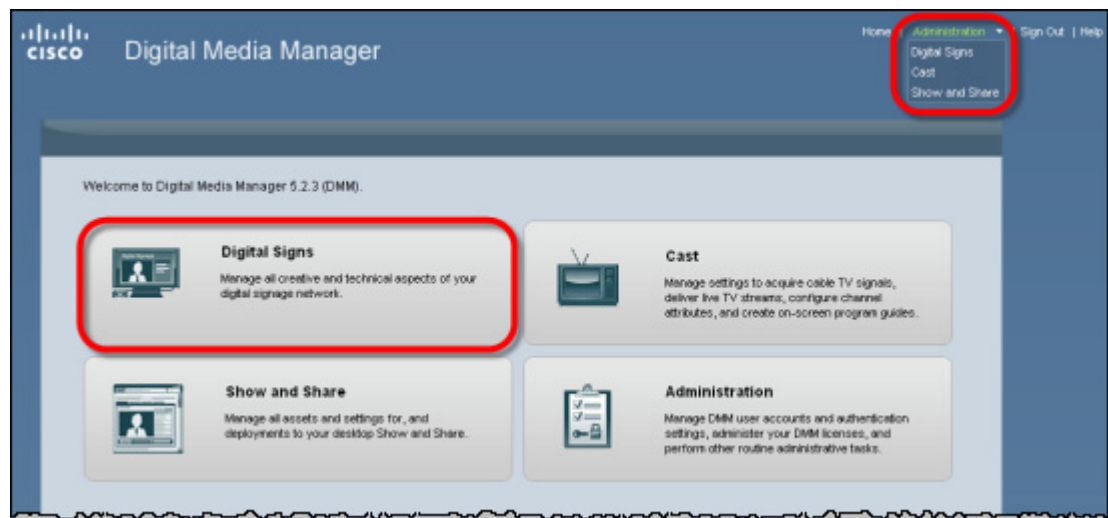 CISCO
Digital Media Manager
Home | Administration | Sign Out | Help
Digital Signs
Cast
Show and Share
Welcome to Digital Media Manager 5.2.3 (DMM).
Digital Signs
Manage all creative and technical aspects of your
digital signage network.
Cast
Manage settings to acquire cable TV signals,
deliver live TV streams, configure channel
attributes, and create on-screen program guides.
Show and Share
Manage all assets and settings for, and
deployments to your desktop Show and Share.
Administration
Manage DMM user accounts and authentication
settings, administer your DMM licenses, and
perform other routine administrative tasks.